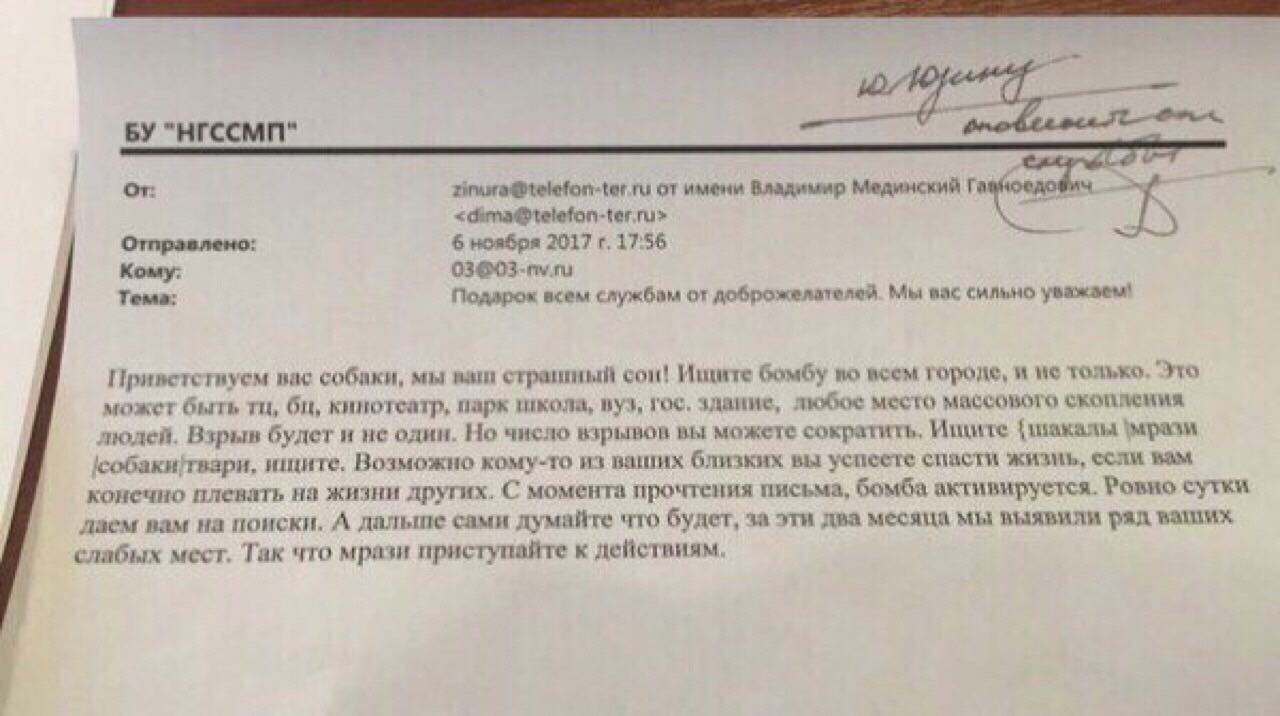 Ю. Юдину
оповестить оп.
службы
БУ "НГССМП"
От: zinura@telefon-ter.ru от имени Владимир Мединский Гавноедович
<dima@telefon-ter.ru>
Отправлено: 6 ноября 2017 г. 17:56
Кому: 03@03-nv.ru
Тема: Подарок всем службам от доброжелателей. Мы вас сильно уважаем!
Приветствуем вас собаки, мы ваш страшный сон! Ищите бомбу во всем городе, и не только. Это
может быть тц, бц, кинотеатр, парк школа, вуз, гос. здание, любое место массового скопления
людей. Взрыв будет и не один. Но число взрывов вы можете сократить. Ищите {шакалы |мрази
|собаки|твари, ищите. Возможно кому-то из ваших близких вы успеете спасти жизнь, если вам
конечно плевать на жизни других. С момента прочтения письма, бомба активируется. Ровно сутки
даем вам на поиски. А дальше сами думайте что будет, за эти два месяца мы выявили ряд ваших
слабых мест. Так что мрази приступайте к действиям.